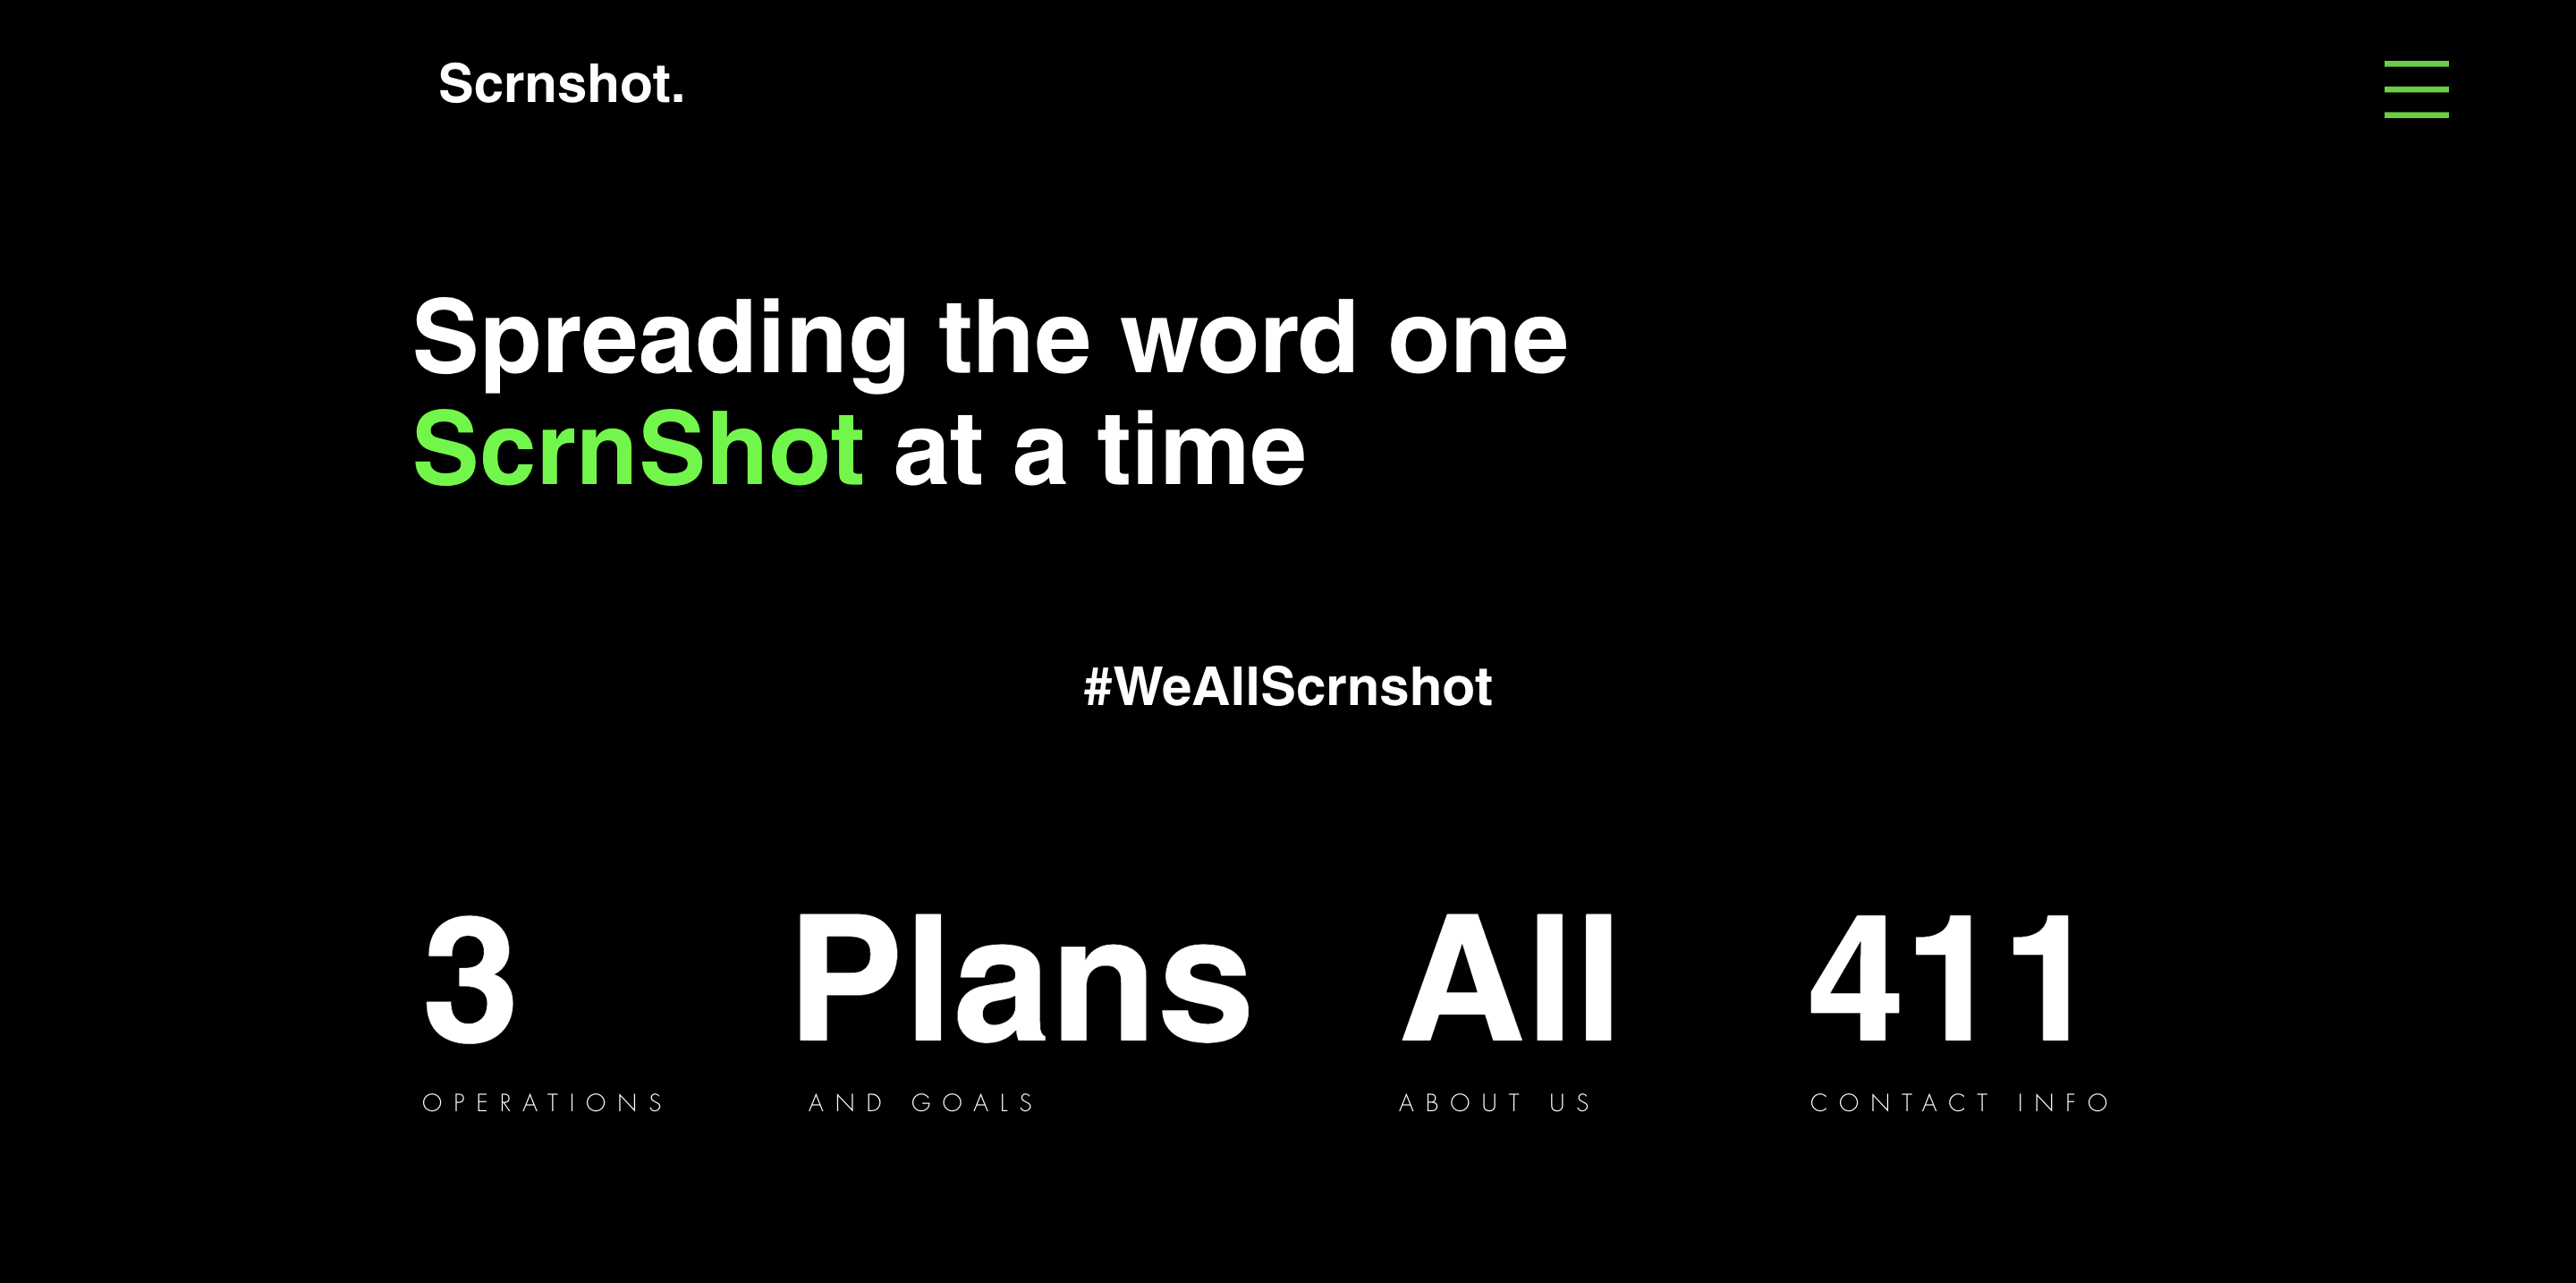 Scrnshot.
Spreading the word one
ScrnShot at a time
#WeAllScrnshot
3 Plans All 411
OPERATIONS AND GOALS ABOUT US CONTACT INFO